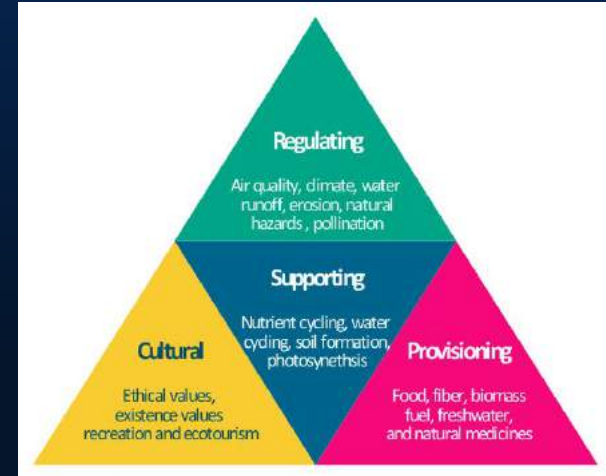 Regulating
Air quality, climate, water
runoff, erosion, natural
hazards , pollination
Supporting
Nutrient cycling, water
cycling, soil formation,
photosynethsis
Cultural
Ethical values,
existence values
recreation and ecotourism
Provisioning
Food, fiber, biomass
fuel, freshwater,
and natural medicines